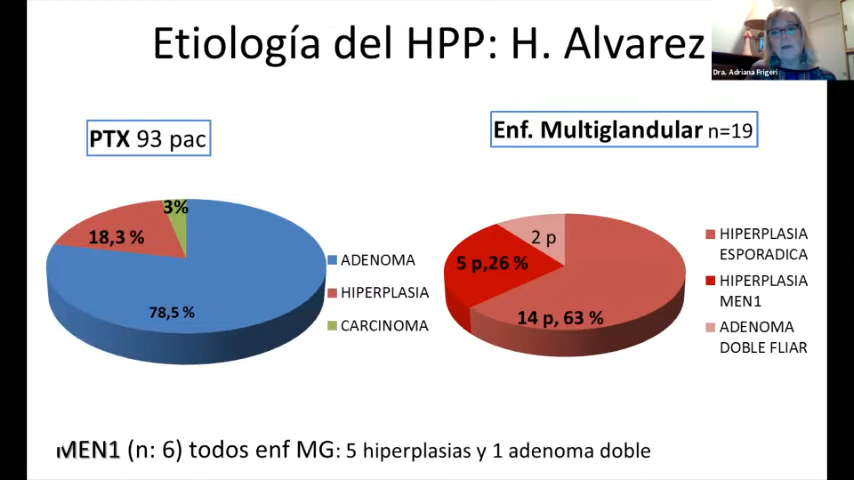 Etiología del HPP: H. Alvarez
Dra. Adriana Frigeri
PTX 93 pac
Enf. Multiglandular n=19
3%
18,3 %
78,5 %
ADENOMA
HIPERPLASIA
CARCINOMA
2 p
5 p,26 %
14 p, 63 %
HIPERPLASIA
ESPORADICA
HIPERPLASIA
MEN1
ADENOMA
DOBLE FLIAR
MEN1 (n: 6) todos enf MG: 5 hiperplasias y 1 adenoma doble